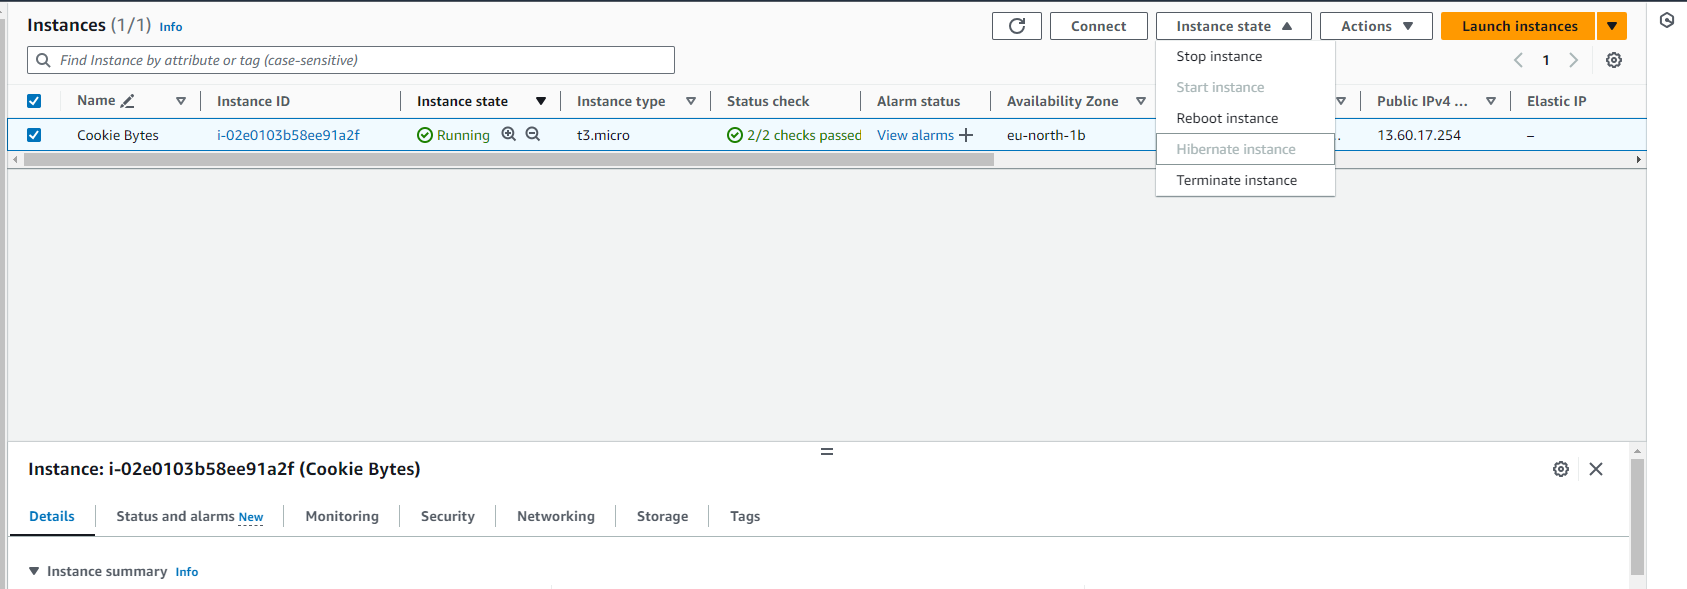 Instances (1/1) Info
Connect
Instance state
Actions
Launch instances
Find Instance by attribute or tag (case-sensitive)
1
Stop instance
Start instance
Reboot instance
Hibernate instance
Terminate instance
Name Instance ID Instance state Instance type Status check Alarm status Availability Zone Public IPv4 ... Elastic IP
Cookie Bytes i-02e0103b58ee91a2f Running t3.micro 2/2 checks passed View alarms eu-north-1b . 13.60.17.254 –
Instance: i-02e0103b58ee91a2f (Cookie Bytes)
Details Status and alarms New Monitoring Security Networking Storage Tags
Instance summary Info